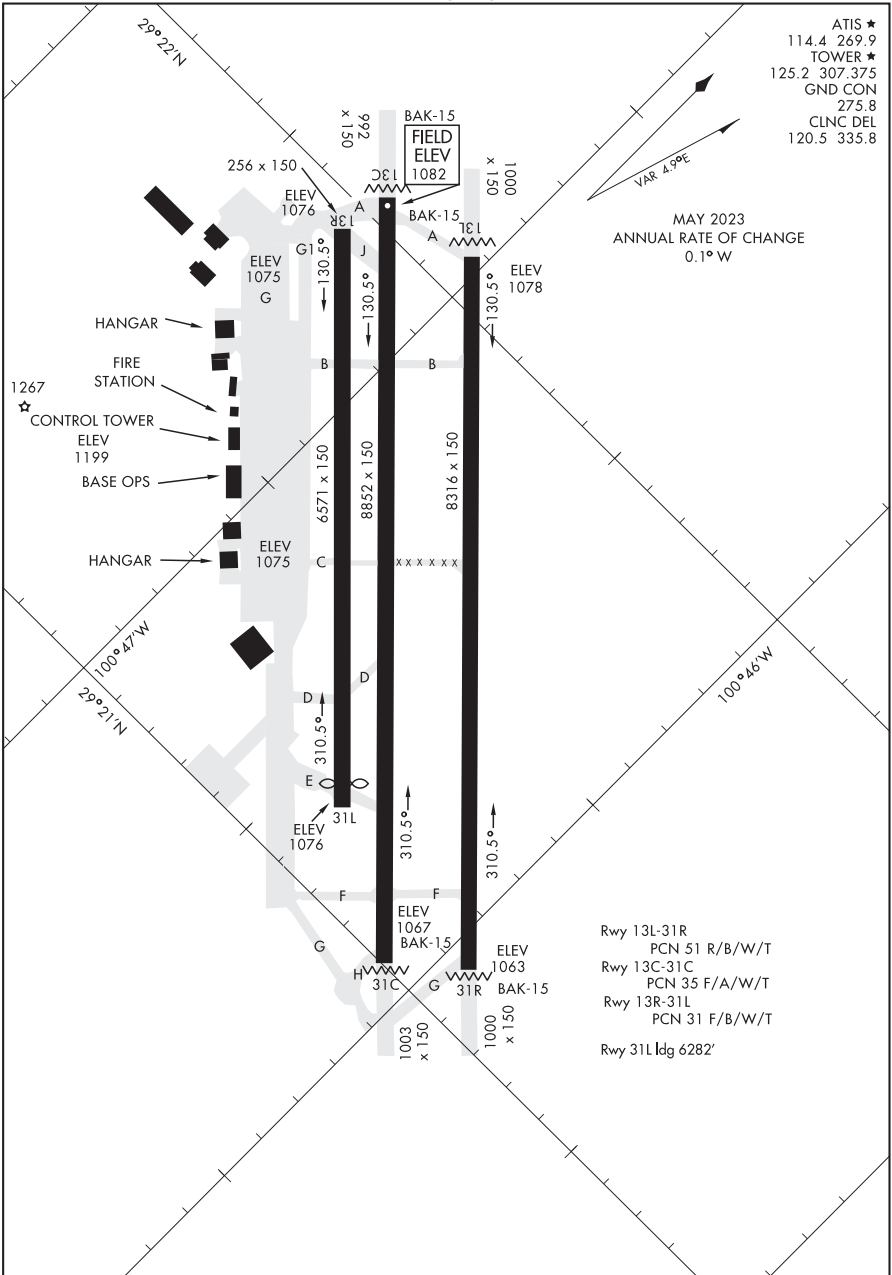 ATIS ★
114.4 269.9
TOWER ★
125.2 307.375
GND CON
275.8
CLNC DEL
120.5 335.8
VAR 4.9°E
MAY 2023
ANNUAL RATE OF CHANGE
0.1° W
29°22'N
992
x 150
BAK-15
FIELD
ELEV
1082
1000
x 150
256 x 150
ELEV
1076
13R
13C
A
BAK-15
A
13L
G1
J
ELEV
1075
G
ELEV
1078
130.5°
130.5°
130.5°
HANGAR
B
B
FIRE
STATION
1267
CONTROL TOWER
ELEV
1199
BASE OPS
6571 x 150
8852 x 150
8316 x 150
HANGAR
ELEV
1075
C
x x x x x x
100°47'W
29°21'N
100°46'W
D
D
310.5°
E
31L
ELEV
1076
310.5°
310.5°
F
F
G
ELEV
1067
BAK-15
H
31C
G
31R
ELEV
1063
BAK-15
1003
x 150
1000
x 150
Rwy 13L-31R
PCN 51 R/B/W/T
Rwy 13C-31C
PCN 35 F/A/W/T
Rwy 13R-31L
PCN 31 F/B/W/T
Rwy 31L ldg 6282'